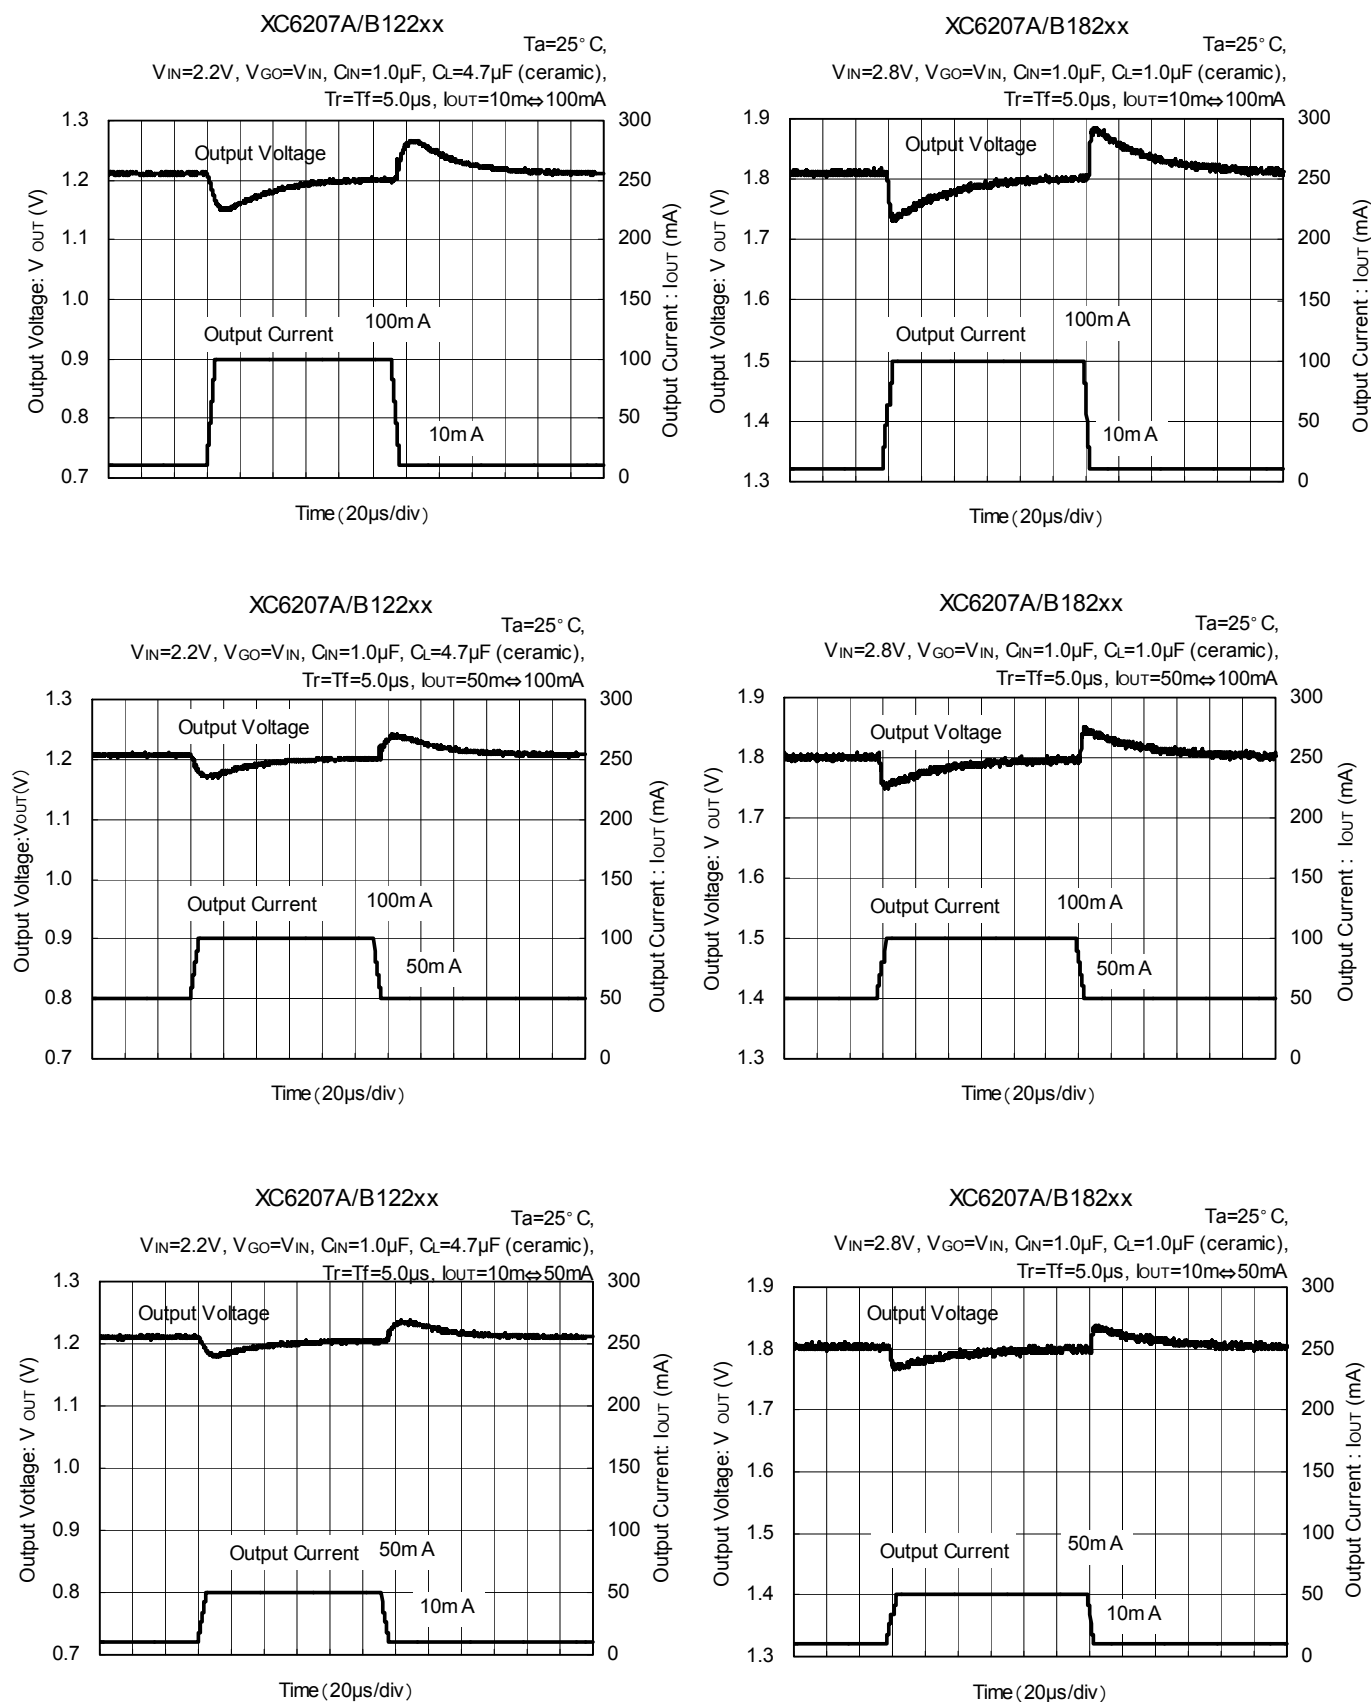 XC6207A/B122xx
Ta=25°C,
VIN=2.2V, VGO=VIN, CIN=1.0µF, CL=4.7µF (ceramic),
Tr=Tf=5.0µs, IOUT=10m⇔100mA
1.3
1.2
1.1
1.0
0.9
0.8
0.7
Output Voltage: V OUT (V)
Output Voltage
Output Current
100mA
10mA
300
250
200
150
100
50
0
Output Current : IOUT (mA)
Time (20µs/div)
XC6207A/B182xx
Ta=25°C,
VIN=2.8V, VGO=VIN, CIN=1.0µF, CL=1.0µF (ceramic),
Tr=Tf=5.0µs, IOUT=10m⇔100mA
1.9
1.8
1.7
1.6
1.5
1.4
1.3
Output Voltage: V OUT (V)
Output Voltage
Output Current
100mA
10mA
300
250
200
150
100
50
0
Output Current : IOUT (mA)
Time (20µs/div)
XC6207A/B122xx
Ta=25°C,
VIN=2.2V, VGO=VIN, CIN=1.0µF, CL=4.7µF (ceramic),
Tr=Tf=5.0µs, IOUT=50m⇔100mA
1.3
1.2
1.1
1.0
0.9
0.8
0.7
Output Voltage:VOUT(V)
Output Voltage
Output Current
100mA
50mA
300
250
200
150
100
50
0
Output Current : IOUT (mA)
Time (20µs/div)
XC6207A/B182xx
Ta=25°C,
VIN=2.8V, VGO=VIN, CIN=1.0µF, CL=1.0µF (ceramic),
Tr=Tf=5.0µs, IOUT=50m⇔100mA
1.9
1.8
1.7
1.6
1.5
1.4
1.3
Output Voltage: V OUT (V)
Output Voltage
Output Current
100mA
50mA
300
250
200
150
100
50
0
Output Current : IOUT (mA)
Time (20µs/div)
XC6207A/B122xx
Ta=25°C,
VIN=2.2V, VGO=VIN, CIN=1.0µF, CL=4.7µF (ceramic),
Tr=Tf=5.0µs, IOUT=10m⇔50mA
1.3
1.2
1.1
1.0
0.9
0.8
0.7
Output Votlage: V OUT (V)
Output Voltage
Output Current
50mA
10mA
300
250
200
150
100
50
0
Output Current: IOUT (mA)
Time (20µs/div)
XC6207A/B182xx
Ta=25°C,
VIN=2.8V, VGO=VIN, CIN=1.0µF, CL=1.0µF (ceramic),
Tr=Tf=5.0µs, IOUT=10m⇔50mA
1.9
1.8
1.7
1.6
1.5
1.4
1.3
Output Voltage: V OUT (V)
Output Voltage
Output Current
50mA
10mA
300
250
200
150
100
50
0
Output Current : IOUT (mA)
Time (20µs/div)